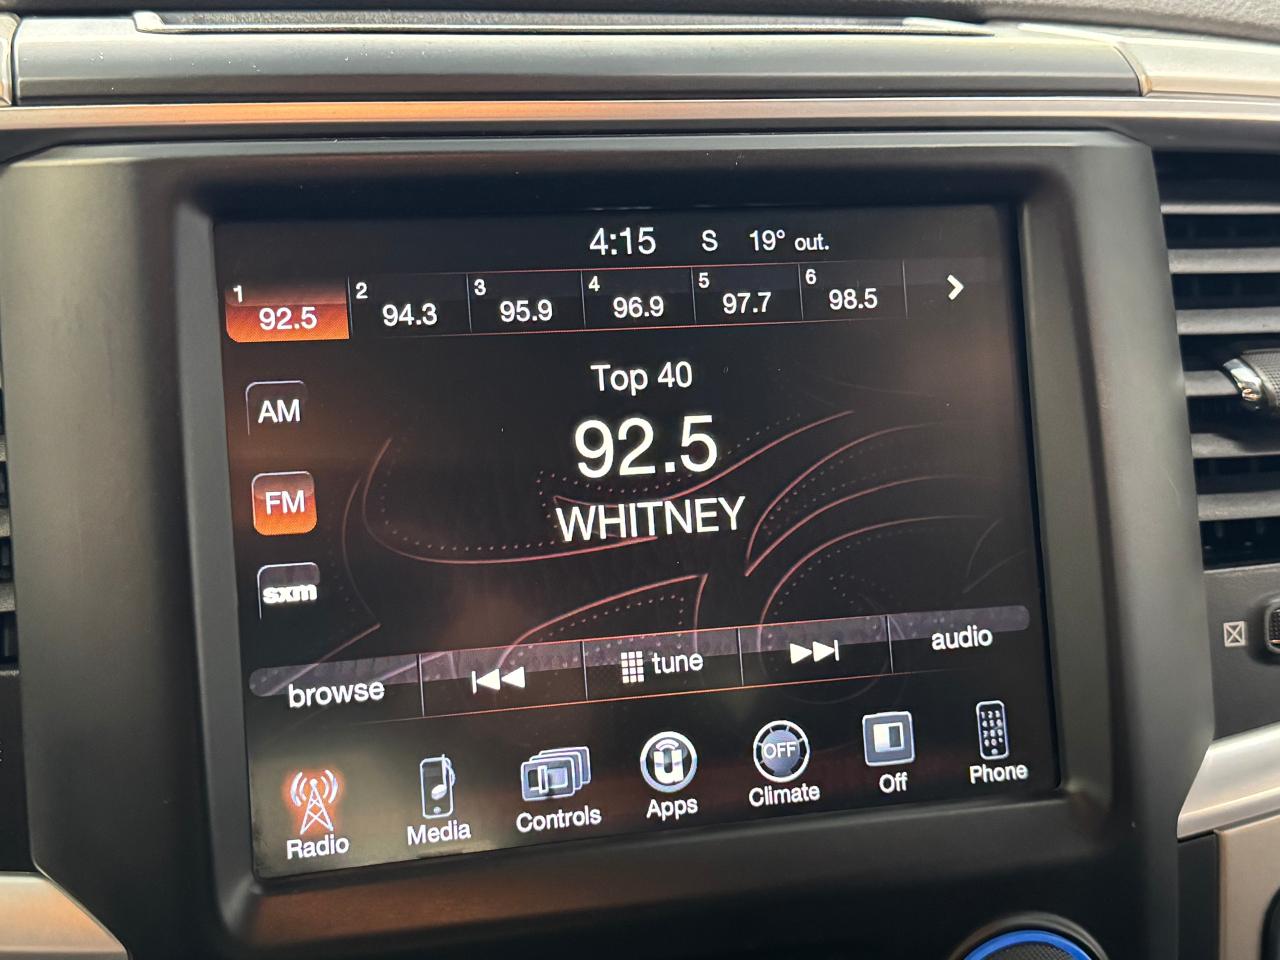 4:15 S 19° out.
1 92.5 2 94.3 3 95.9 4 96.9 5 97.7 6 98.5
Top 40
AM
92.5
FM
WHITNEY
sxm
browse tune audio
OFF
Radio Media Controls Apps Climate Off Phone